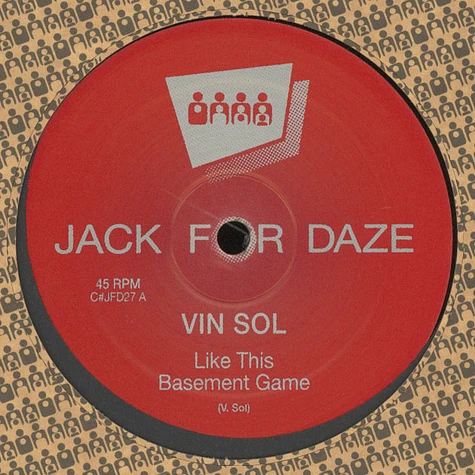 JACK FOR DAZE
45 RPM
C#JFD27 A
VIN SOL
Like This
Basement Game
(V. Sol)